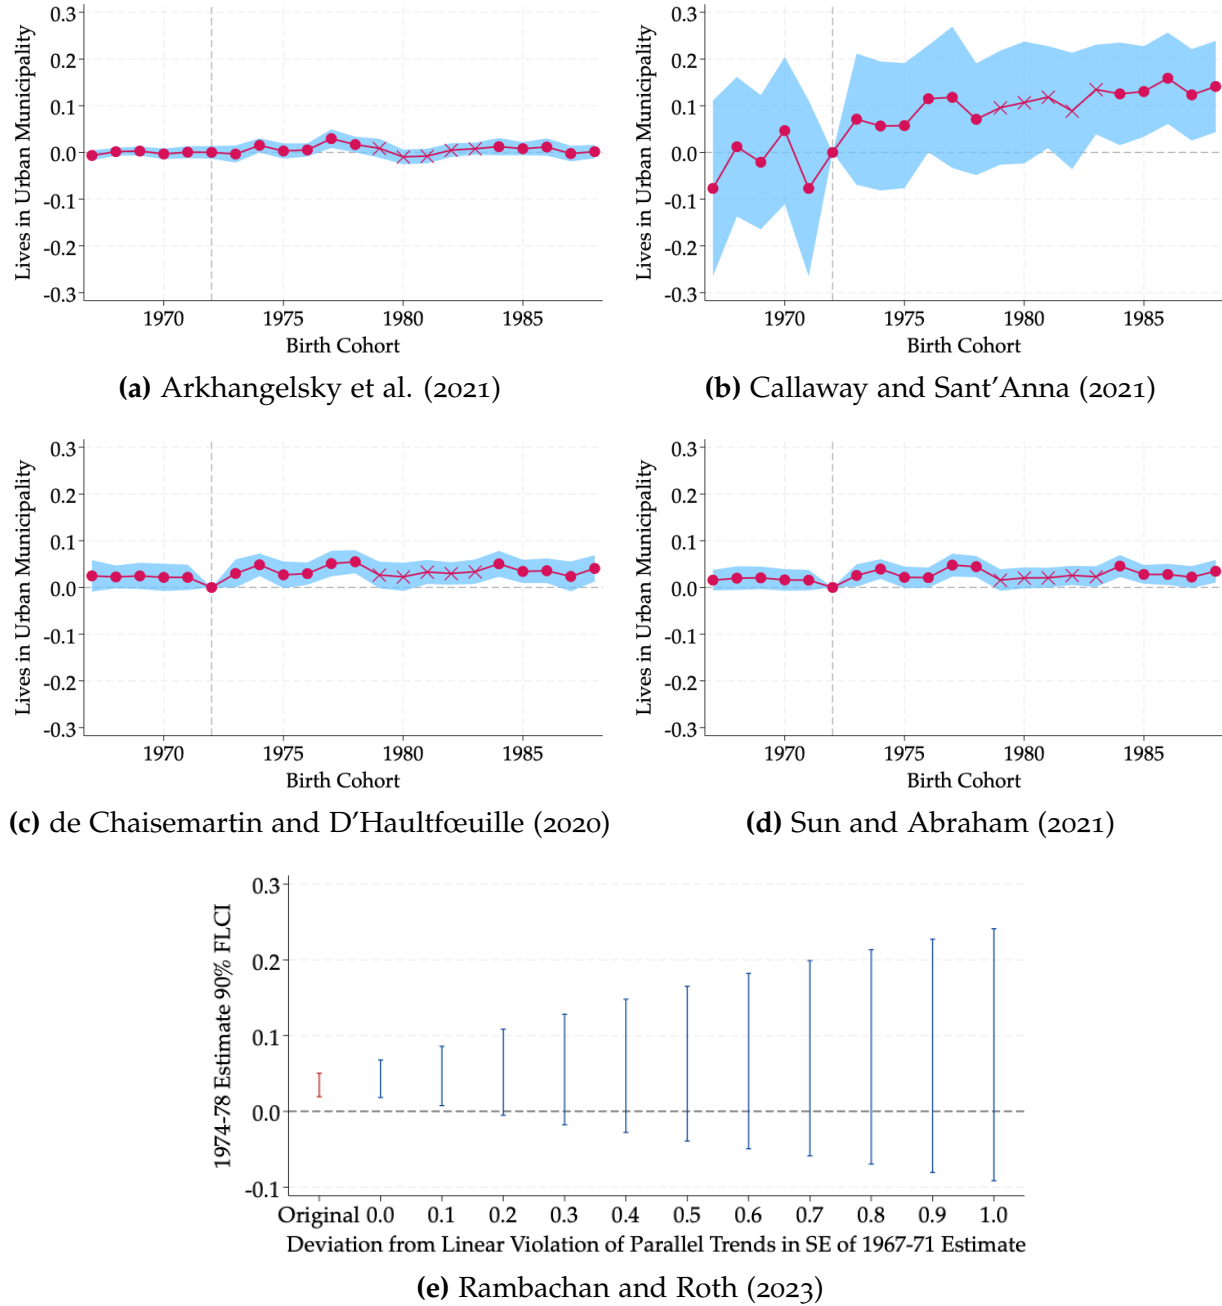 0.3
0.2
0.1
0.0
-0.1
-0.2
-0.3
Lives in Urban Municipality
1970 1975 1980 1985
Birth Cohort
(a) Arkhangelsky et al. (2021)
0.3
0.2
0.1
0.0
-0.1
-0.2
-0.3
Lives in Urban Municipality
1970 1975 1980 1985
Birth Cohort
(b) Callaway and Sant'Anna (2021)
0.3
0.2
0.1
0.0
-0.1
-0.2
-0.3
Lives in Urban Municipality
1970 1975 1980 1985
Birth Cohort
(c) de Chaisemartin and D'Haultfœuille (2020)
0.3
0.2
0.1
0.0
-0.1
-0.2
-0.3
Lives in Urban Municipality
1970 1975 1980 1985
Birth Cohort
(d) Sun and Abraham (2021)
0.3
0.2
0.1
0.0
-0.1
1974-78 Estimate 90% FLCI
Original 0.0 0.1 0.2 0.3 0.4 0.5 0.6 0.7 0.8 0.9 1.0
Deviation from Linear Violation of Parallel Trends in SE of 1967-71 Estimate
(e) Rambachan and Roth (2023)